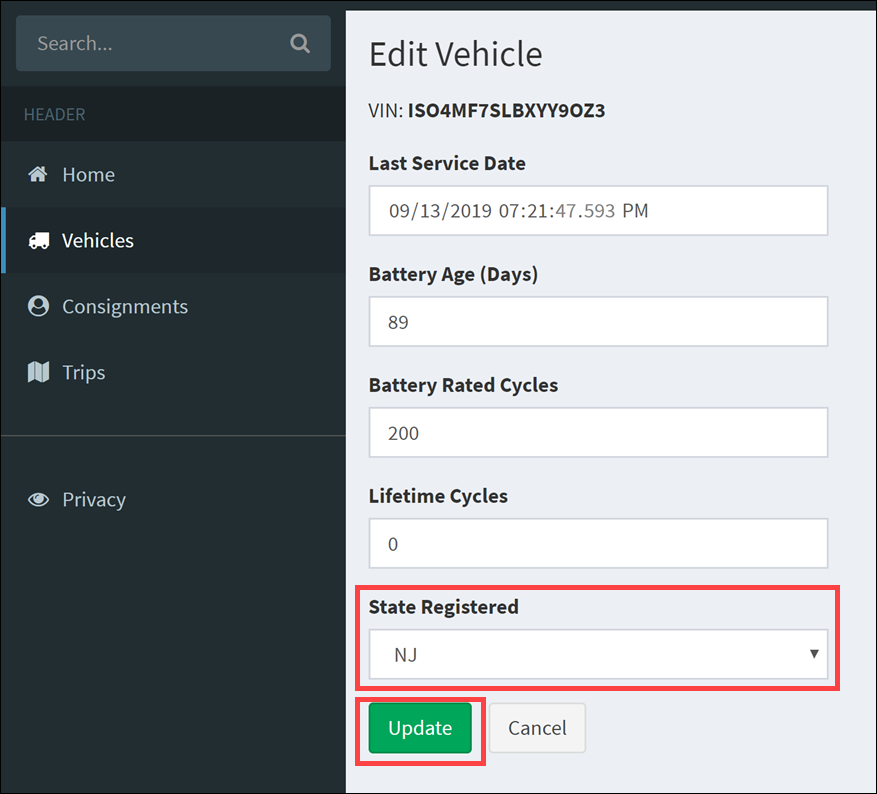 Search...
HEADER
Home
Vehicles
Consignments
Trips
Privacy
Edit Vehicle
VIN: ISO4MF7SLBXYY9OZ3
Last Service Date
09/13/2019 07:21:47.593 PM
Battery Age (Days)
89
Battery Rated Cycles
200
Lifetime Cycles
0
State Registered
NJ
Update Cancel